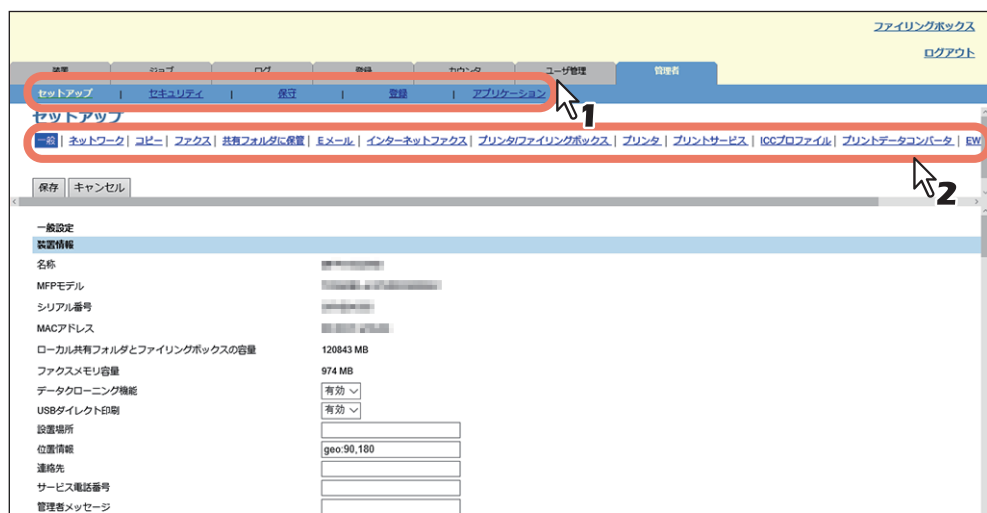 ファイリングボックス
ログアウト
装置 ジョブ ログ 登録 カウンタ ユーザ管理 管理者
セットアップ | セキュリティ | 保守 | 登録 | アプリケーション
1
セットアップ
一般 | ネットワーク | コピー | ファクス | 共有フォルダに保管 | Eメール | インターネットファクス | プリンタ/ファイリングボックス | プリンタ | プリントサービス | ICCプロファイル | プリントデータコンバータ | EW
2
保存 キャンセル
一般設定
装置情報
名称
MFPモデル
シリアル番号
MACアドレス
ローカル共有フォルダとファイリングボックスの容量 120843 MB
ファクスメモリ容量 974 MB
データクローニング機能 有効
USBダイレクト印刷 有効
設置場所
位置情報 geo:90,180
連絡先
サービス電話番号
管理者メッセージ